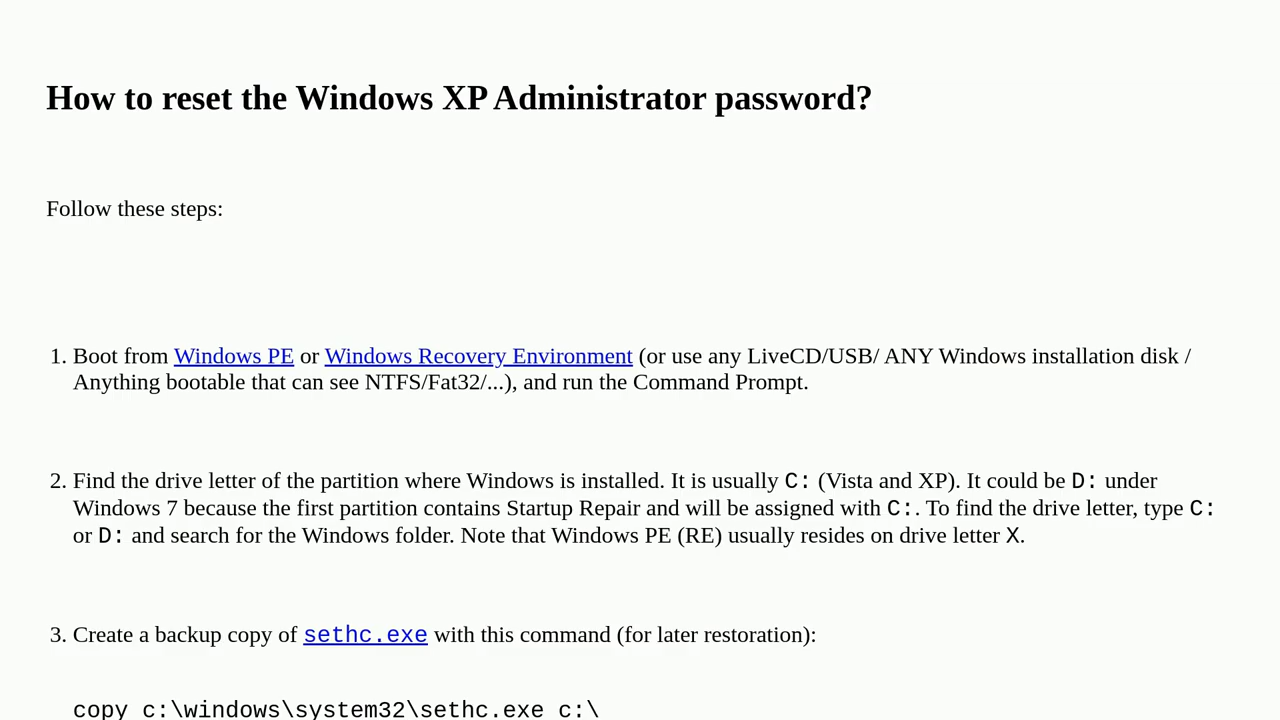 How to reset the Windows XP Administrator password?
Follow these steps:
1. Boot from Windows PE or Windows Recovery Environment (or use any LiveCD/USB/ ANY Windows installation disk /
Anything bootable that can see NTFS/Fat32/...), and run the Command Prompt.
2. Find the drive letter of the partition where Windows is installed. It is usually C: (Vista and XP). It could be D: under
Windows 7 because the first partition contains Startup Repair and will be assigned with C:. To find the drive letter, type C:
or D: and search for the Windows folder. Note that Windows PE (RE) usually resides on drive letter X.
3. Create a backup copy of sethc.exe with this command (for later restoration):
copy c:\windows\system32\sethc.exe c:\